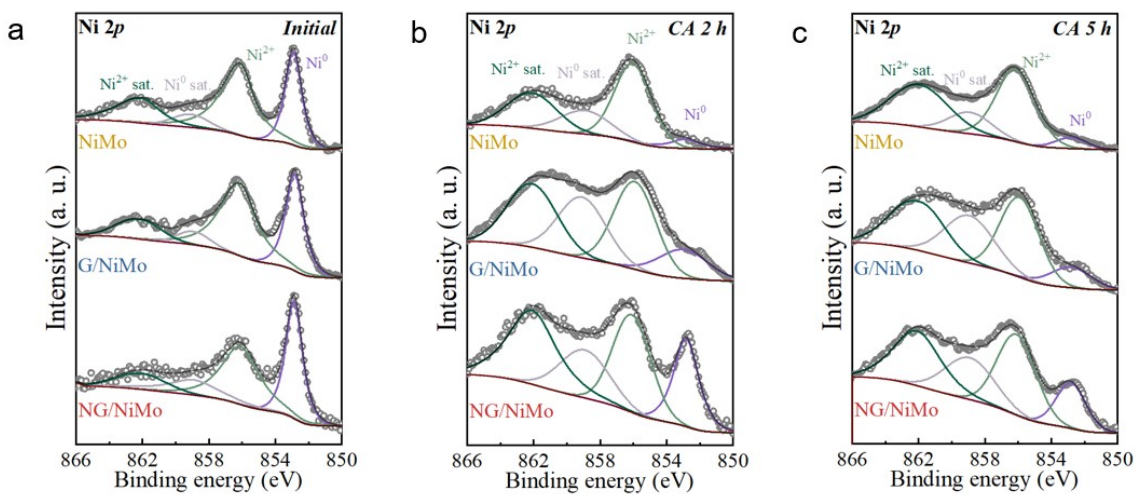 a
Ni 2p Initial
Ni²⁺ sat.
Ni⁰ sat.
Ni²⁺
Ni⁰
NiMo
G/NiMo
NG/NiMo
Intensity (a. u.)
866 862 858 854 850
Binding energy (eV)
b
Ni 2p CA 2 h
Ni²⁺ sat.
Ni⁰ sat.
Ni²⁺
Ni⁰
NiMo
G/NiMo
NG/NiMo
Intensity (a. u.)
866 862 858 854 850
Binding energy (eV)
c
Ni 2p CA 5 h
Ni²⁺ sat.
Ni⁰ sat.
Ni²⁺
Ni⁰
NiMo
G/NiMo
NG/NiMo
Intensity (a. u.)
866 862 858 854 850
Binding energy (eV)